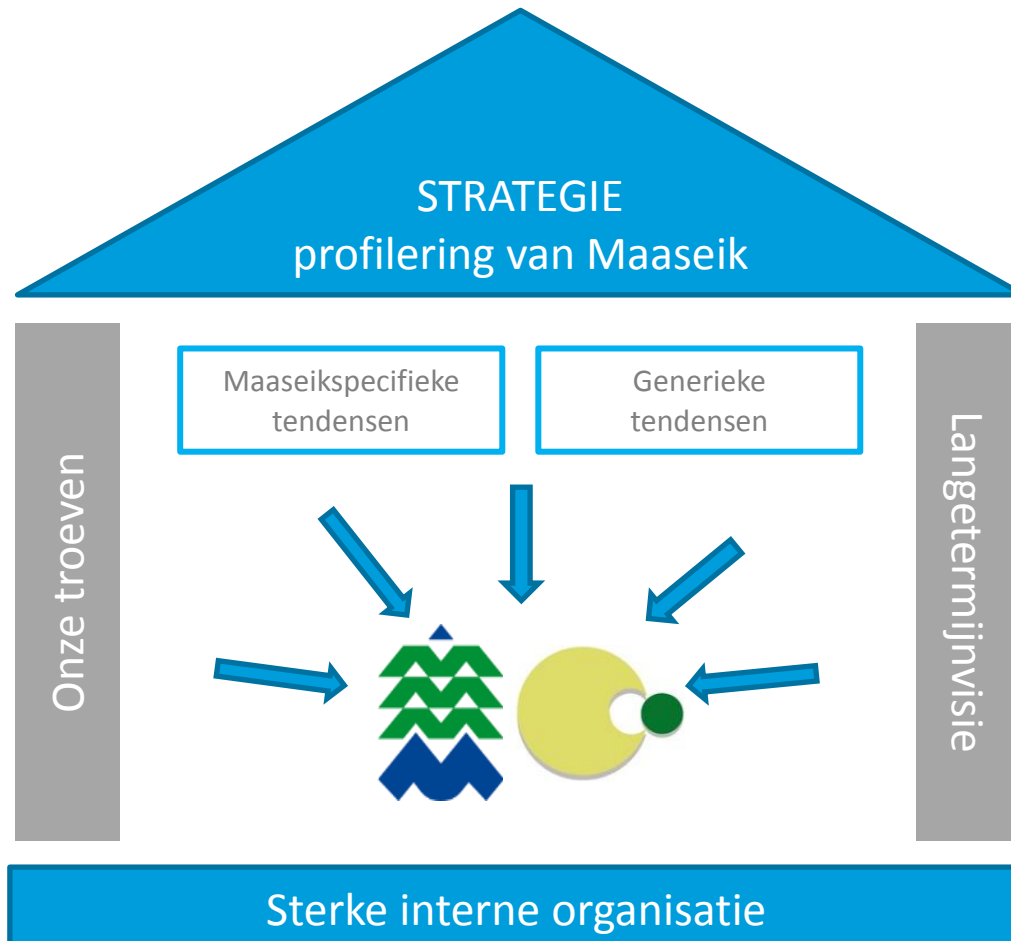 STRATEGIE
profilering van Maaseik
Maaseikspecifieke
tendensen
Generieke
tendensen
Onze troeven
Langetermijnvisie
Sterke interne organisatie